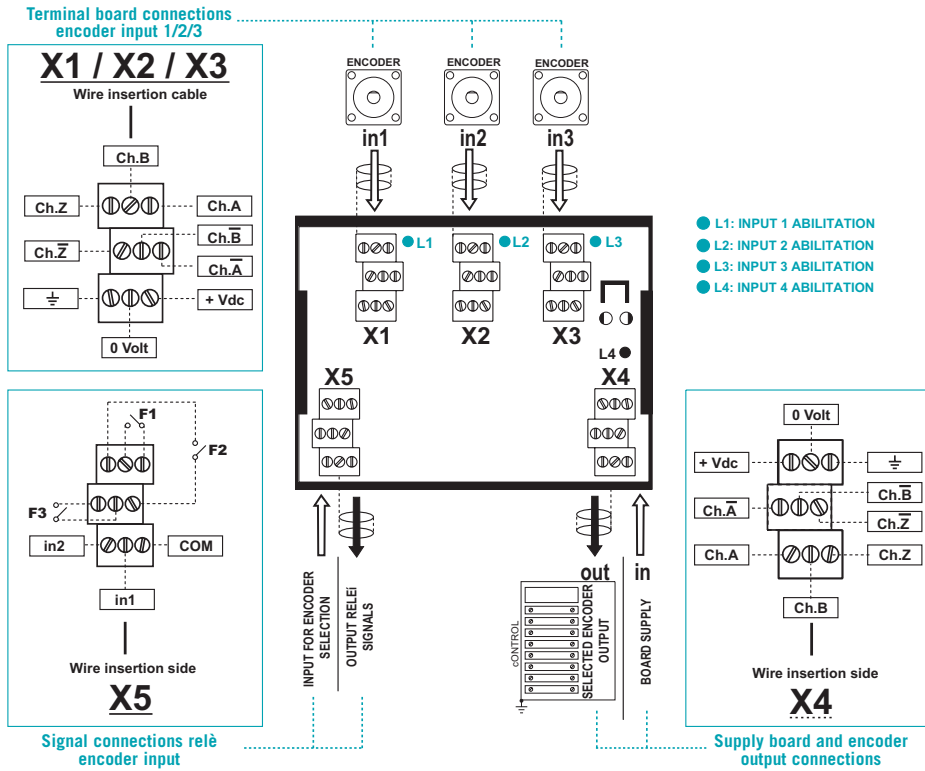 Terminal board connections
encoder input 1/2/3
X1 / X2 / X3
Wire insertion cable
Ch.B
Ch.Z
Ch.A
Ch.B̅
Ch.Z̅
Ch.A̅
+ Vdc
0 Volt
ENCODER
ENCODER
ENCODER
in1
in2
in3
L1
L2
L3
X1
X2
X3
L4
X5
X4
L1: INPUT 1 ABILITATION
L2: INPUT 2 ABILITATION
L3: INPUT 3 ABILITATION
L4: INPUT 4 ABILITATION
F1
F2
F3
in2
COM
in1
Wire insertion side
X5
Signal connections relè
encoder input
INPUT FOR ENCODER
SELECTION
OUTPUT RELEi
SIGNALS
out
in
cONTROL
SELECTED ENCODER
OUTPUT
BOARD SUPPLY
0 Volt
+ Vdc
Ch.B̅
Ch.A̅
Ch.Z̅
Ch.A
Ch.Z
Ch.B
Wire insertion side
X4
Supply board and encoder
output connections